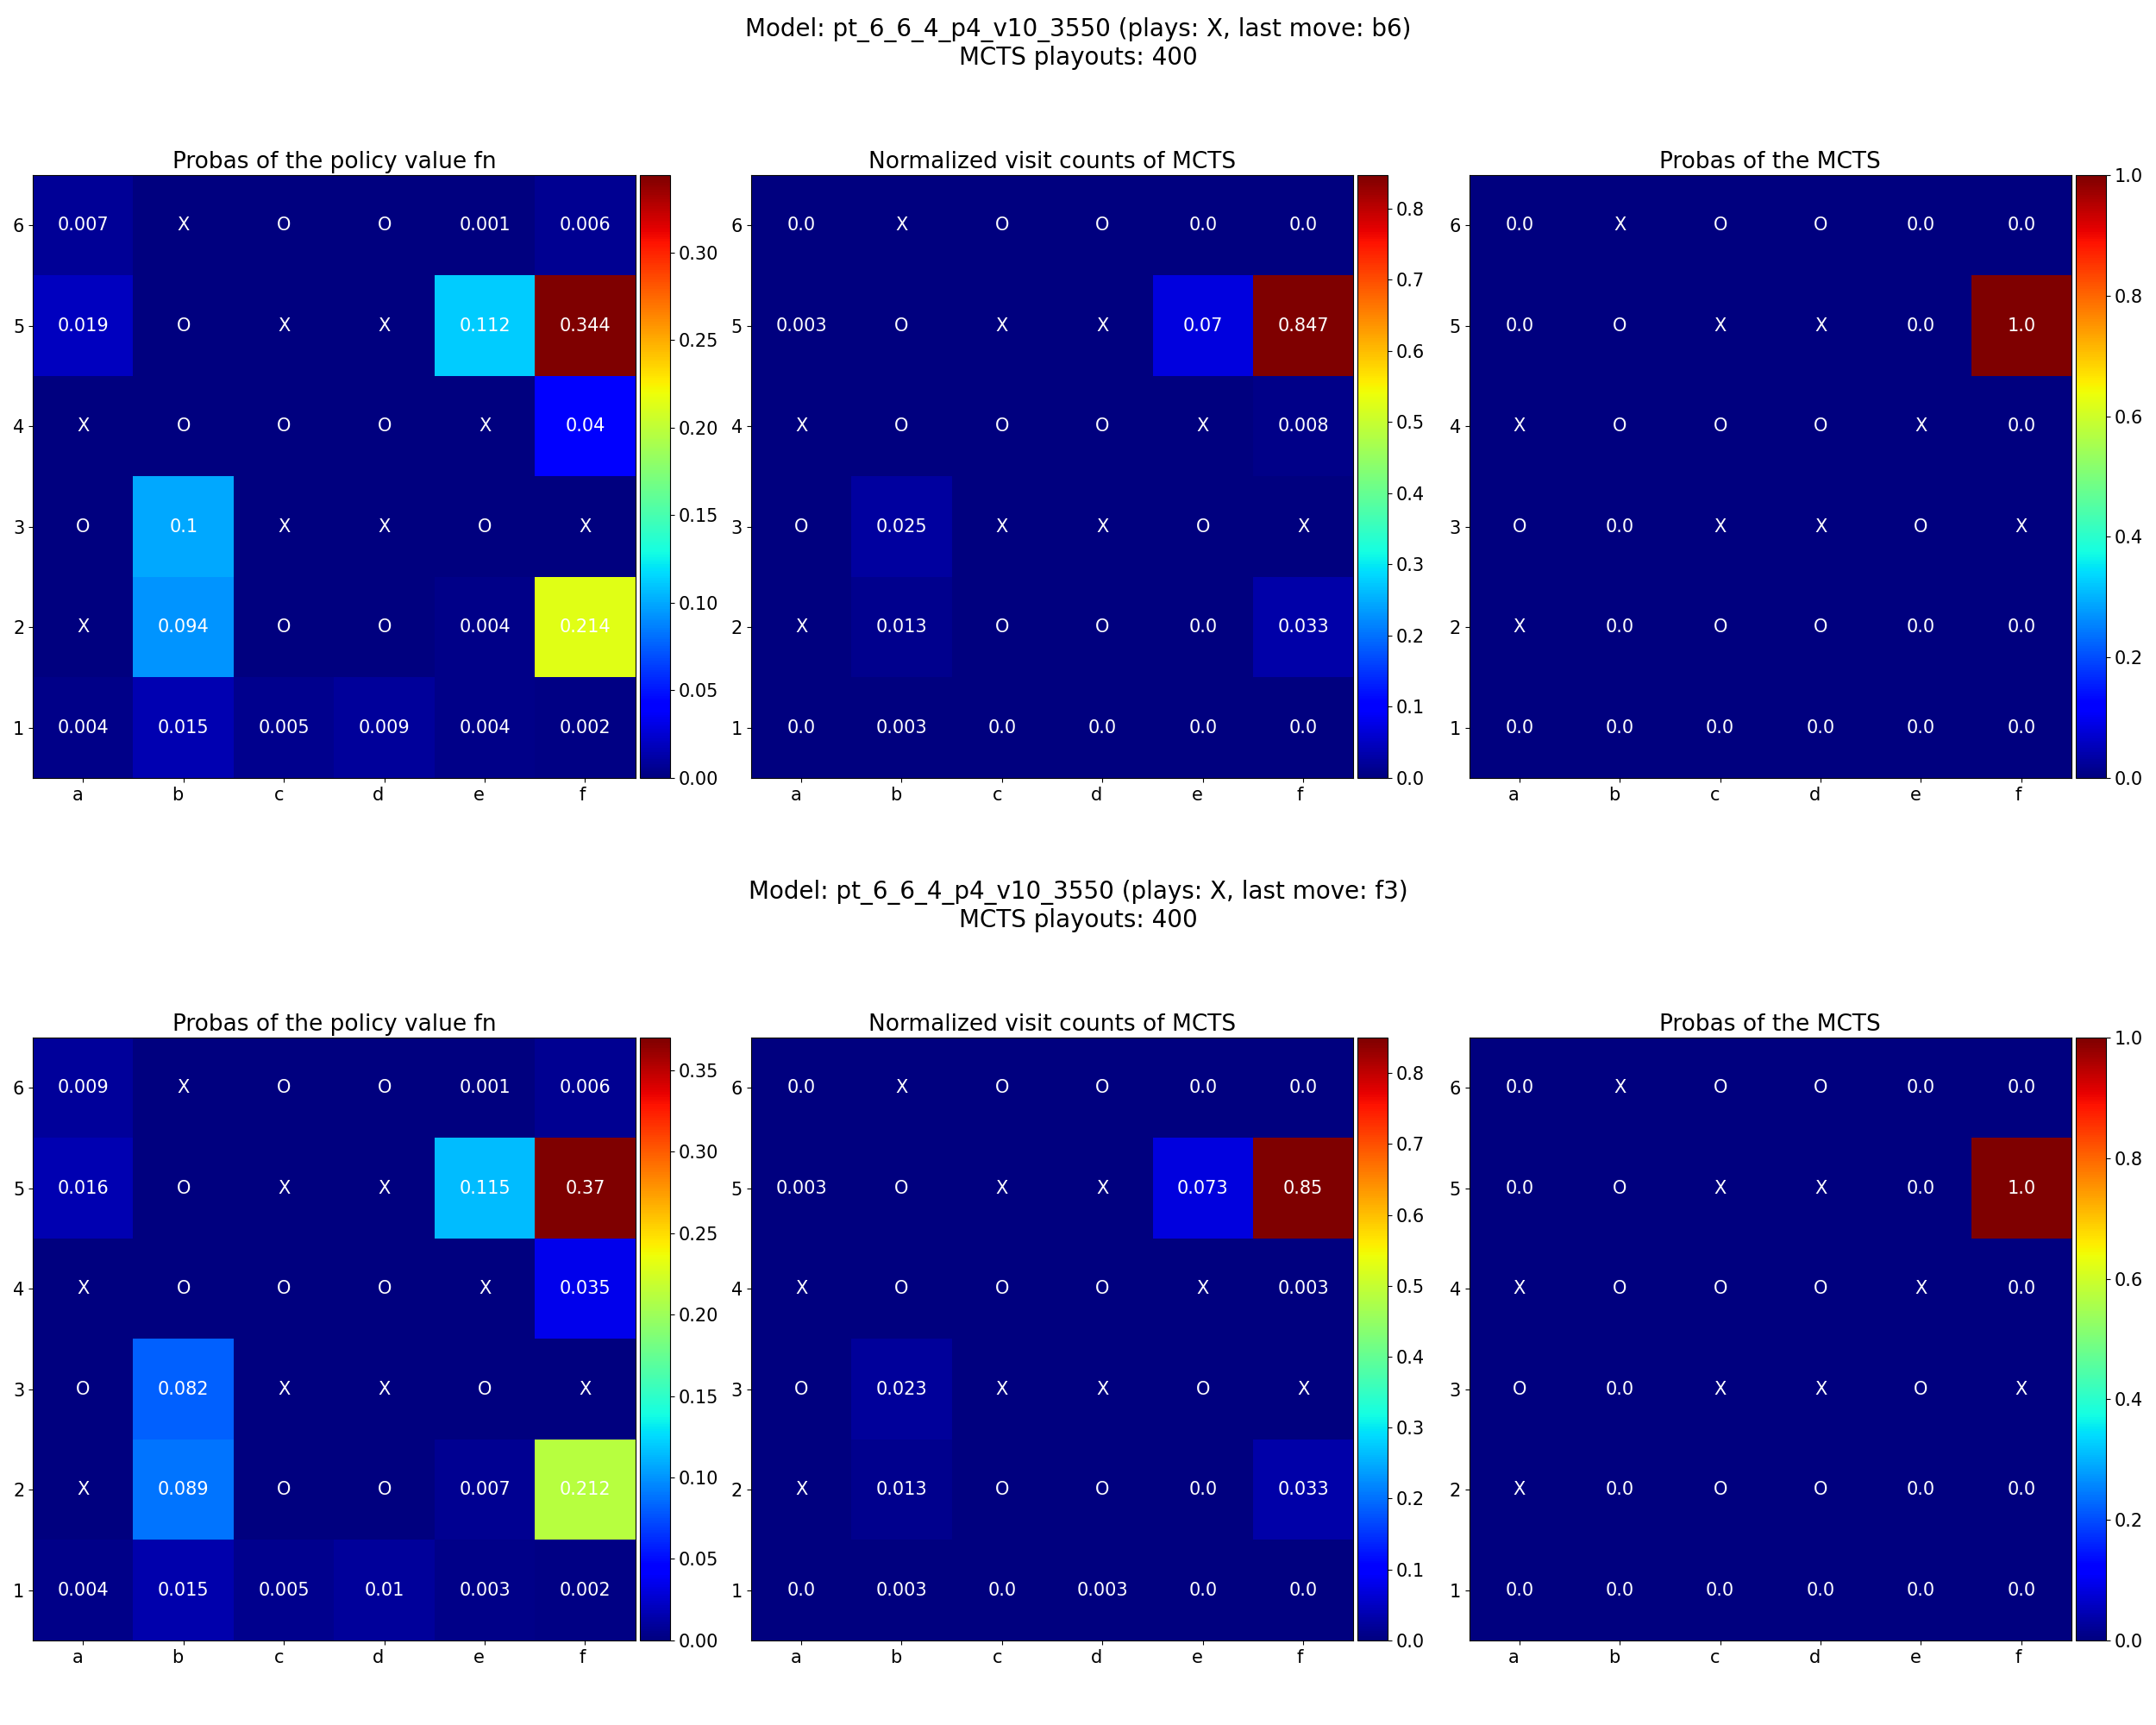 Model: pt_6_6_4_p4_v10_3550 (plays: X, last move: b6)
MCTS playouts: 400
Probas of the policy value fn
6 0.007 X O O 0.001 0.006
5 0.019 O X X 0.112 0.344
4 X O O O X 0.04
3 O 0.1 X X O X
2 X 0.094 O O 0.004 0.214
1 0.004 0.015 0.005 0.009 0.004 0.002
a b c d e f
0.30
0.25
0.20
0.15
0.10
0.05
0.00
Normalized visit counts of MCTS
6 0.0 X O O 0.0 0.0
5 0.003 O X X 0.07 0.847
4 X O O O X 0.008
3 O 0.025 X X O X
2 X 0.013 O O 0.0 0.033
1 0.0 0.003 0.0 0.0 0.0 0.0
a b c d e f
0.8
0.7
0.6
0.5
0.4
0.3
0.2
0.1
0.0
Probas of the MCTS
6 0.0 X O O 0.0 0.0
5 0.0 O X X 0.0 1.0
4 X O O O X 0.0
3 O 0.0 X X O X
2 X 0.0 O O 0.0 0.0
1 0.0 0.0 0.0 0.0 0.0 0.0
a b c d e f
1.0
0.8
0.6
0.4
0.2
0.0
Model: pt_6_6_4_p4_v10_3550 (plays: X, last move: f3)
MCTS playouts: 400
Probas of the policy value fn
6 0.009 X O O 0.001 0.006
5 0.016 O X X 0.115 0.37
4 X O O O X 0.035
3 O 0.082 X X O X
2 X 0.089 O O 0.007 0.212
1 0.004 0.015 0.005 0.01 0.003 0.002
a b c d e f
0.35
0.30
0.25
0.20
0.15
0.10
0.05
0.00
Normalized visit counts of MCTS
6 0.0 X O O 0.0 0.0
5 0.003 O X X 0.073 0.85
4 X O O O X 0.003
3 O 0.023 X X O X
2 X 0.013 O O 0.0 0.033
1 0.0 0.003 0.0 0.003 0.0 0.0
a b c d e f
0.8
0.7
0.6
0.5
0.4
0.3
0.2
0.1
0.0
Probas of the MCTS
6 0.0 X O O 0.0 0.0
5 0.0 O X X 0.0 1.0
4 X O O O X 0.0
3 O 0.0 X X O X
2 X 0.0 O O 0.0 0.0
1 0.0 0.0 0.0 0.0 0.0 0.0
a b c d e f
1.0
0.8
0.6
0.4
0.2
0.0